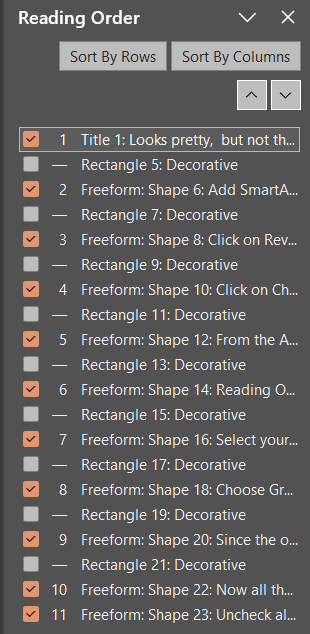 Reading Order
Sort By Rows Sort By Columns
1 Title 1: Looks pretty, but not th...
— Rectangle 5: Decorative
2 Freeform: Shape 6: Add SmartA...
— Rectangle 7: Decorative
3 Freeform: Shape 8: Click on Rev...
— Rectangle 9: Decorative
4 Freeform: Shape 10: Click on Ch...
— Rectangle 11: Decorative
5 Freeform: Shape 12: From the A...
— Rectangle 13: Decorative
6 Freeform: Shape 14: Reading O...
— Rectangle 15: Decorative
7 Freeform: Shape 16: Select your...
— Rectangle 17: Decorative
8 Freeform: Shape 18: Choose Gr...
— Rectangle 19: Decorative
9 Freeform: Shape 20: Since the o...
— Rectangle 21: Decorative
10 Freeform: Shape 22: Now all th...
11 Freeform: Shape 23: Uncheck al...